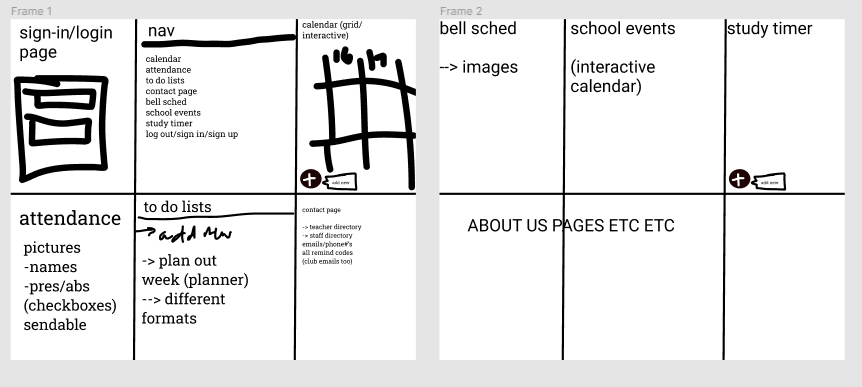 Frame 1
sign-in/login
page
nav
calendar
attendance
to do lists
contact page
bell sched
school events
study timer
log out/sign in/sign up
calendar (grid/
interactive)
16 17
add new
attendance
pictures
-names
-pres/abs
(checkboxes)
sendable
to do lists
add new
-> plan out
week (planner)
--> different
formats
contact page
-> teacher directory
-> staff directory
emails/phone#'s
all remind codes
(club emails too)
Frame 2
bell sched
--> images
school events
(interactive
calendar)
study timer
add new
ABOUT US PAGES ETC ETC